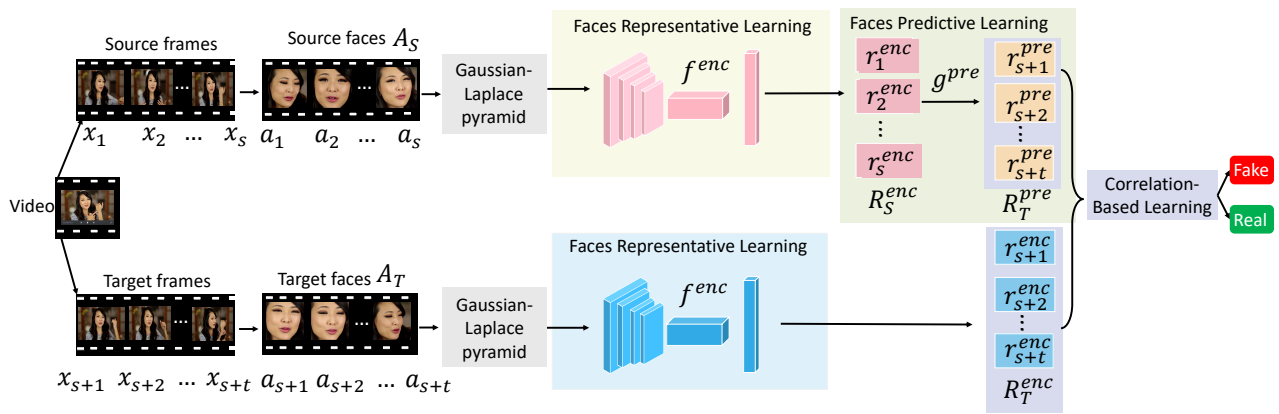 Source frames
Source faces A_S
Faces Representative Learning
Faces Predictive Learning
Gaussian-
Laplace
pyramid
f^{enc}
r_1^{enc}
r_2^{enc}
⋮
r_s^{enc}
R_S^{enc}
g^{pre}
r_{s+1}^{pre}
r_{s+2}^{pre}
⋮
r_{s+t}^{pre}
R_T^{pre}
...
...
x_1 x_2 ... x_s
a_1 a_2 ... a_s
Video
Correlation-
Based Learning
Fake
Real
Target frames
Target faces A_T
Faces Representative Learning
Gaussian-
Laplace
pyramid
f^{enc}
r_{s+1}^{enc}
r_{s+2}^{enc}
⋮
r_{s+t}^{enc}
R_T^{enc}
...
...
x_{s+1} x_{s+2} ... x_{s+t}
a_{s+1} a_{s+2} ... a_{s+t}